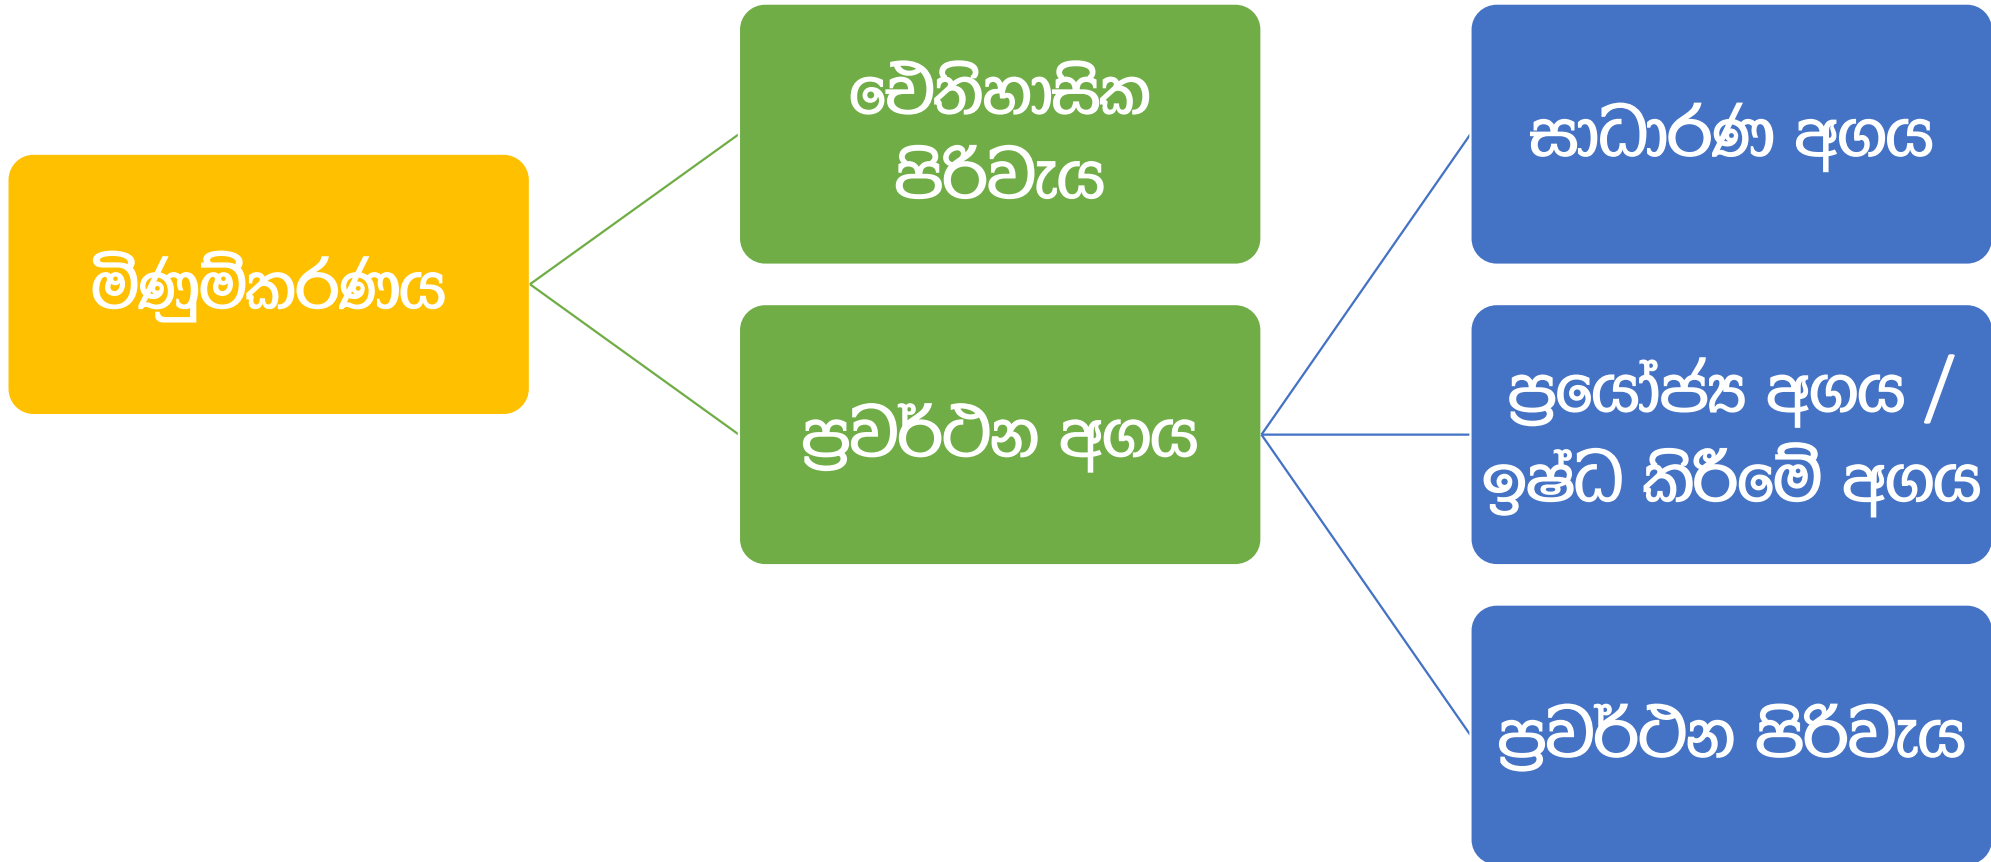 මිණුම්කරණය
ඓතිහාසික
පිරිවැය
ප්‍රවර්ථන අගය
සාධාරණ අගය
ප්‍රයෝජ්‍ය අගය /
ඉෂ්ධ කිරීමේ අගය
ප්‍රවර්ථන පිරිවැය